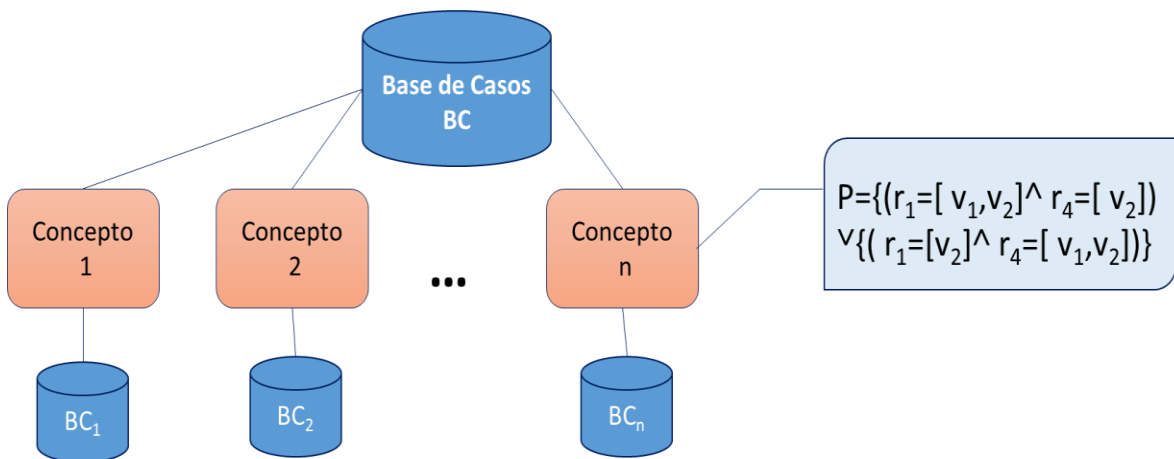 Base de Casos
BC
Concepto
1
Concepto
2
...
Concepto
n
P={(r₁=[ v₁,v₂]^ r₄=[ v₂])
˅{( r₁=[v₂]^ r₄=[ v₁,v₂])}
BC₁
BC₂
BCₙ